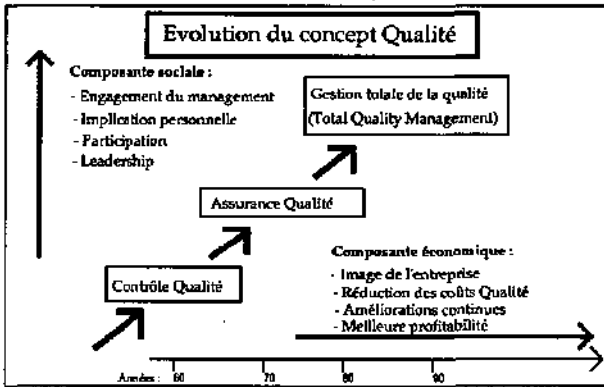 Evolution du concept Qualité
Composante sociale :
- Engagement du management
- Implication personnelle
- Participation
- Leadership
Gestion totale de la qualité
(Total Quality Management)
Assurance Qualité
Contrôle Qualité
Composante économique :
- Image de l'entreprise
- Réduction des coûts Qualité
- Améliorations continues
- Meilleure profitabilité
Années : 60 70 80 90